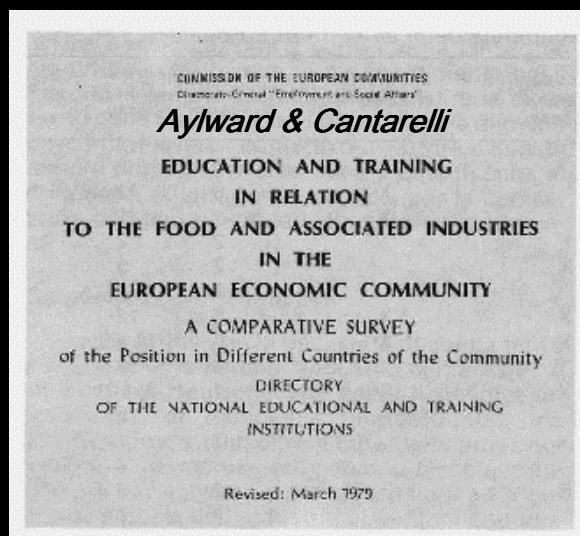 COMMISSION OF THE EUROPEAN COMMUNITIES
Directorate-General "Employment and Social Affairs"
Aylward & Cantarelli
EDUCATION AND TRAINING
IN RELATION
TO THE FOOD AND ASSOCIATED INDUSTRIES
IN THE
EUROPEAN ECONOMIC COMMUNITY
A COMPARATIVE SURVEY
of the Position in Different Countries of the Community
DIRECTORY
OF THE NATIONAL EDUCATIONAL AND TRAINING
INSTITUTIONS
Revised: March 1979